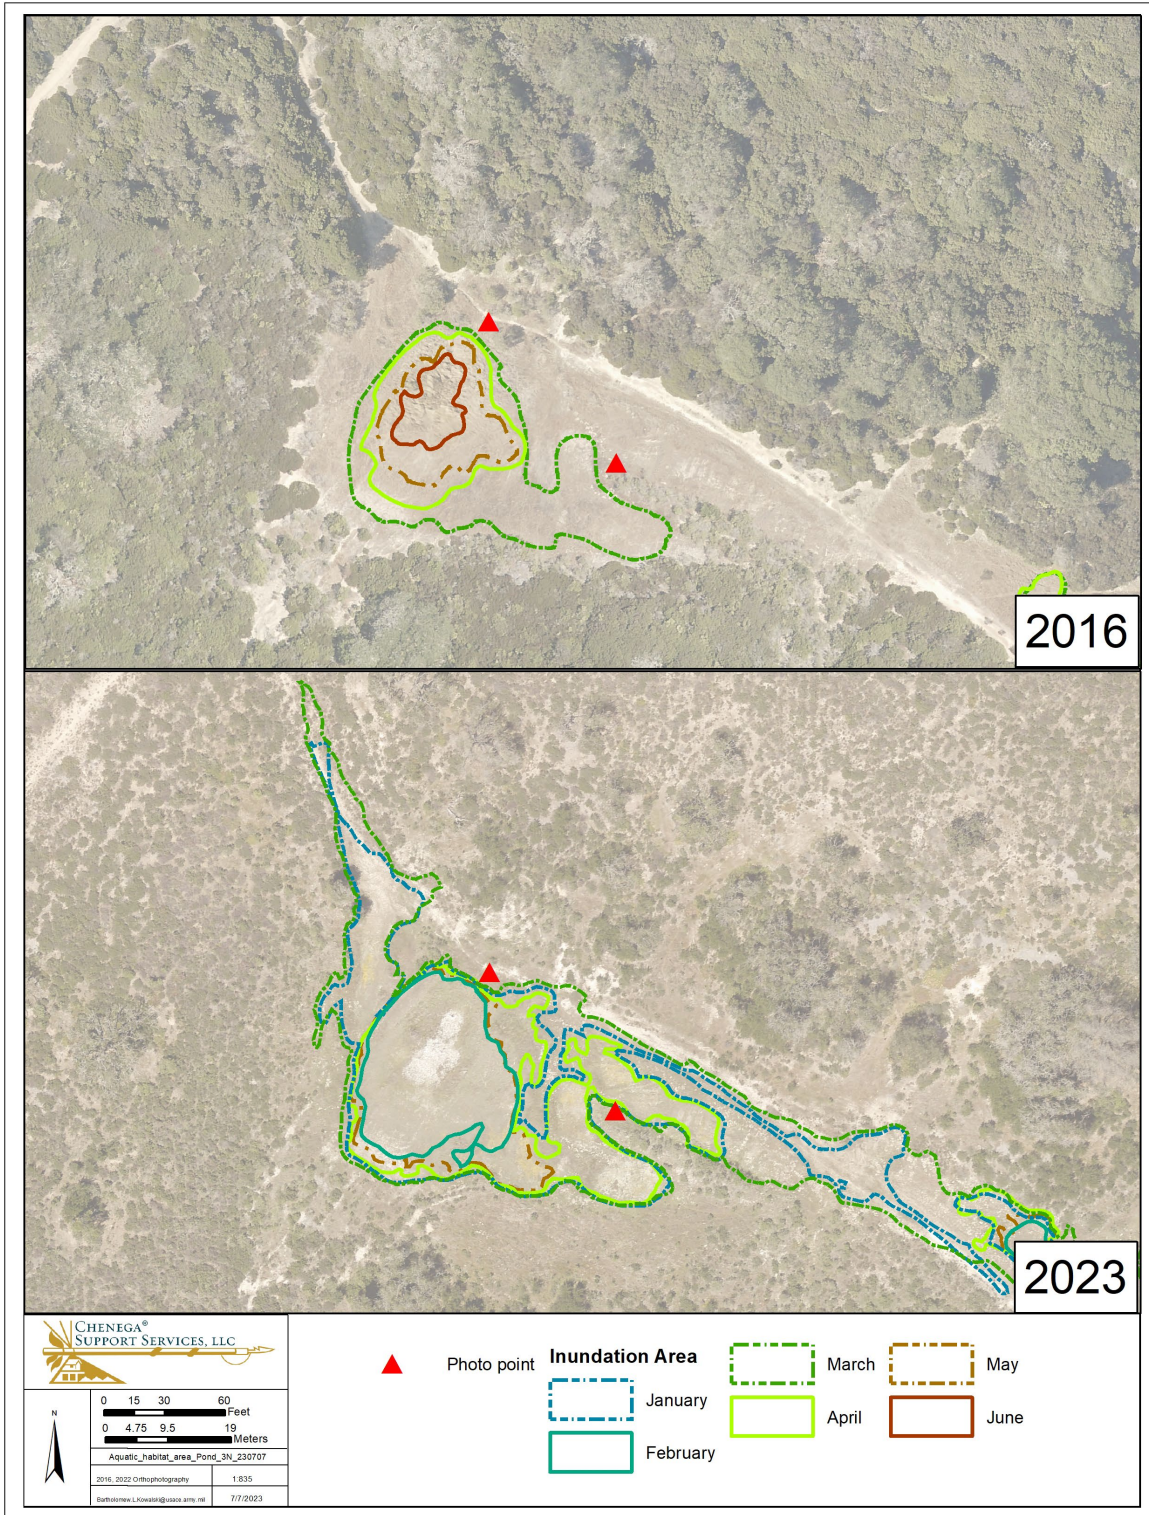 2016
2023
CHENEGA®
SUPPORT SERVICES, LLC
N
0 15 30 60
Feet
0 4.75 9.5 19
Meters
Aquatic_habitat_area_Pond_3N_230707
2016, 2022 Orthophotography 1:835
Bartholomew.L.Kowalski@usace.army.mil 7/7/2023
Photo point
Inundation Area
January
February
March
April
May
June